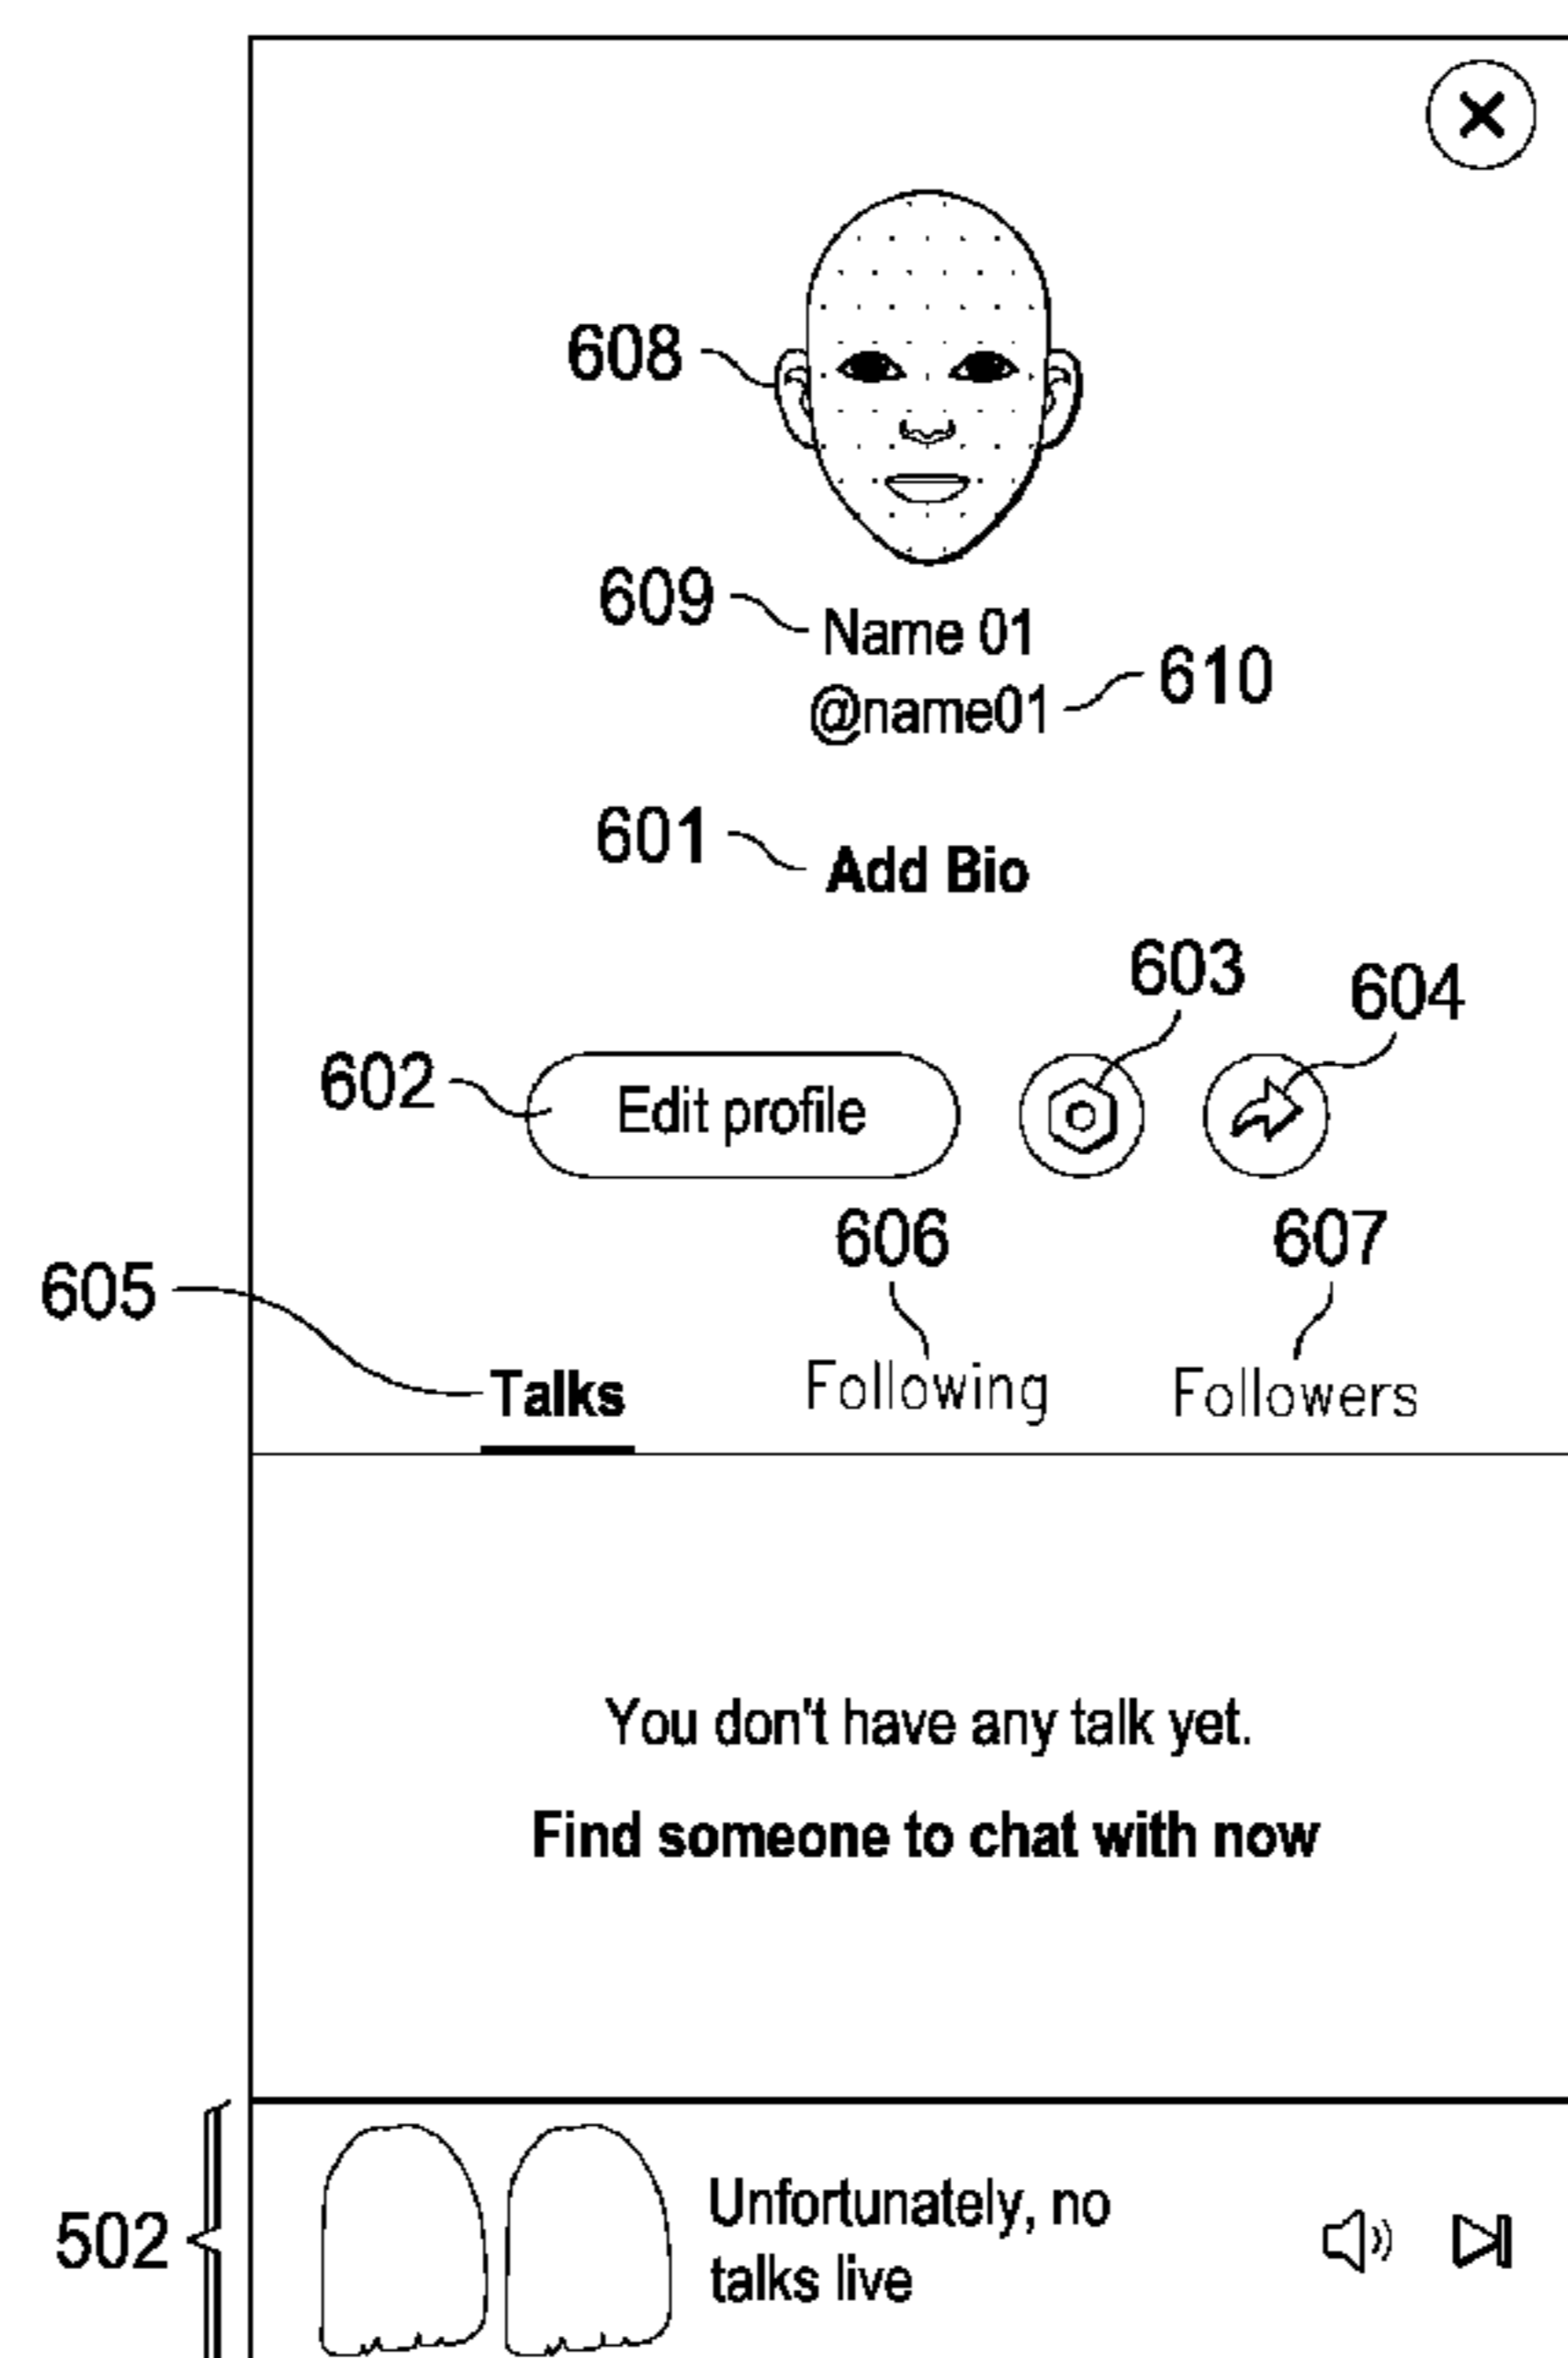 608
609
Name 01
610
@name01
601
Add Bio
603
604
602
Edit profile
606
607
605
Talks
Following
Followers
You don't have any talk yet.
Find someone to chat with now
502
Unfortunately, no
talks live